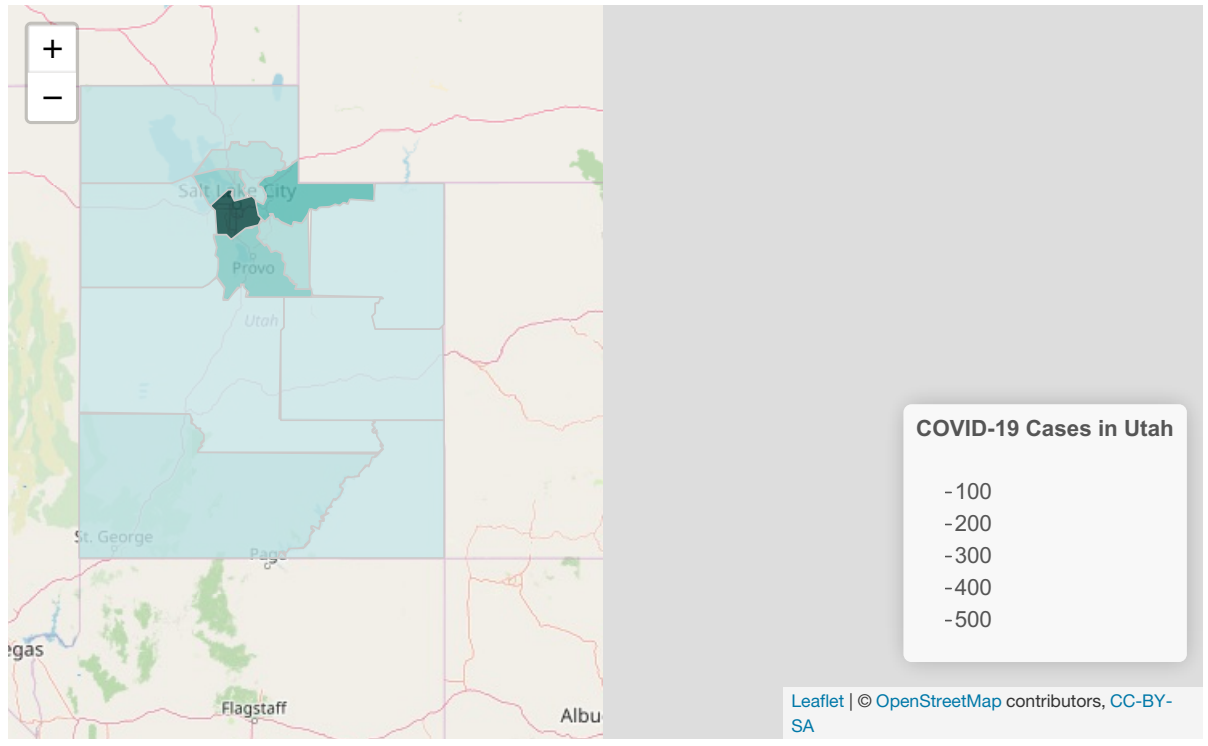 +
−
Salt Lake City
Provo
Utah
St. George
Page
egas
Flagstaff
Albu
COVID-19 Cases in Utah
-100
-200
-300
-400
-500
Leaflet | © OpenStreetMap contributors, CC-BY-
SA